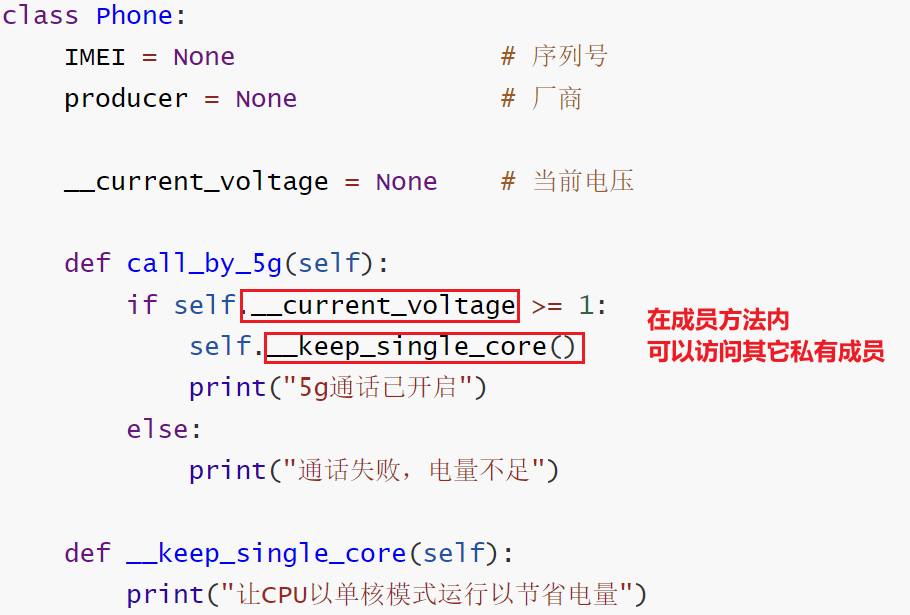 class Phone:
    IMEI = None                 # 序列号
    producer = None             # 厂商

    __current_voltage = None    # 当前电压

    def call_by_5g(self):
        if self.__current_voltage >= 1:
            self.__keep_single_core()
            print("5g通话已开启")
        else:
            print("通话失败，电量不足")

    def __keep_single_core(self):
        print("让CPU以单核模式运行以节省电量")
在成员方法内
可以访问其它私有成员